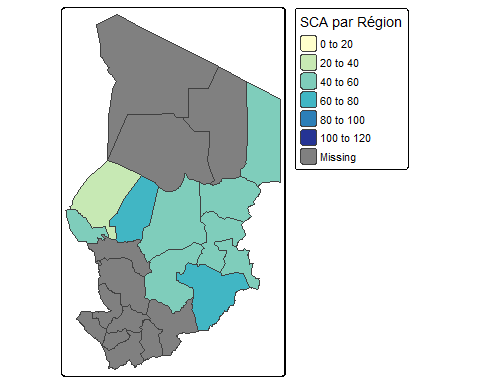 SCA par Région
0 to 20
20 to 40
40 to 60
60 to 80
80 to 100
100 to 120
Missing